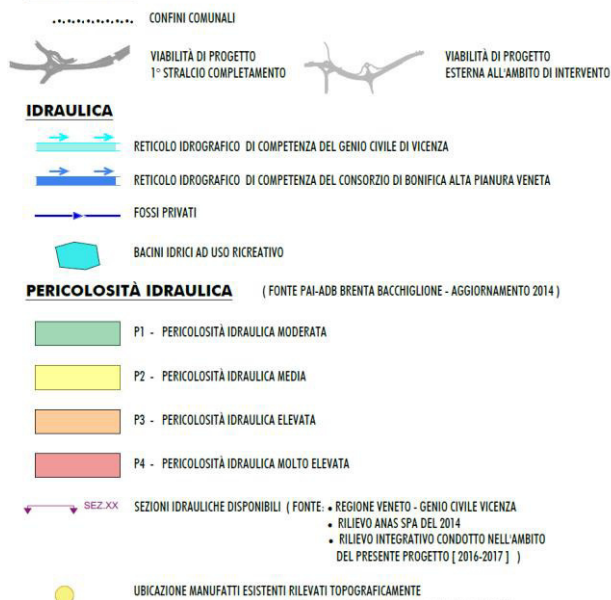 CONFINI COMUNALI
VIABILITÀ DI PROGETTO
1° STRALCIO COMPLETAMENTO
VIABILITÀ DI PROGETTO
ESTERNA ALL'AMBITO DI INTERVENTO
IDRAULICA
RETICOLO IDROGRAFICO DI COMPETENZA DEL GENIO CIVILE DI VICENZA
RETICOLO IDROGRAFICO DI COMPETENZA DEL CONSORZIO DI BONIFICA ALTA PIANURA VENETA
FOSSI PRIVATI
BACINI IDRICI AD USO RICREATIVO
PERICOLOSITÀ IDRAULICA ( FONTE PAI-ADB BRENTA BACCHIGLIONE - AGGIORNAMENTO 2014 )
P1 - PERICOLOSITÀ IDRAULICA MODERATA
P2 - PERICOLOSITÀ IDRAULICA MEDIA
P3 - PERICOLOSITÀ IDRAULICA ELEVATA
P4 - PERICOLOSITÀ IDRAULICA MOLTO ELEVATA
SEZ.XX SEZIONI IDRAULICHE DISPONIBILI ( FONTE: • REGIONE VENETO - GENIO CIVILE VICENZA
• RILIEVO ANAS SPA DEL 2014
• RILIEVO INTEGRATIVO CONDOTTO NELL'AMBITO
DEL PRESENTE PROGETTO [ 2016-2017 ] )
UBICAZIONE MANUFATTI ESISTENTI RILEVATI TOPOGRAFICAMENTE